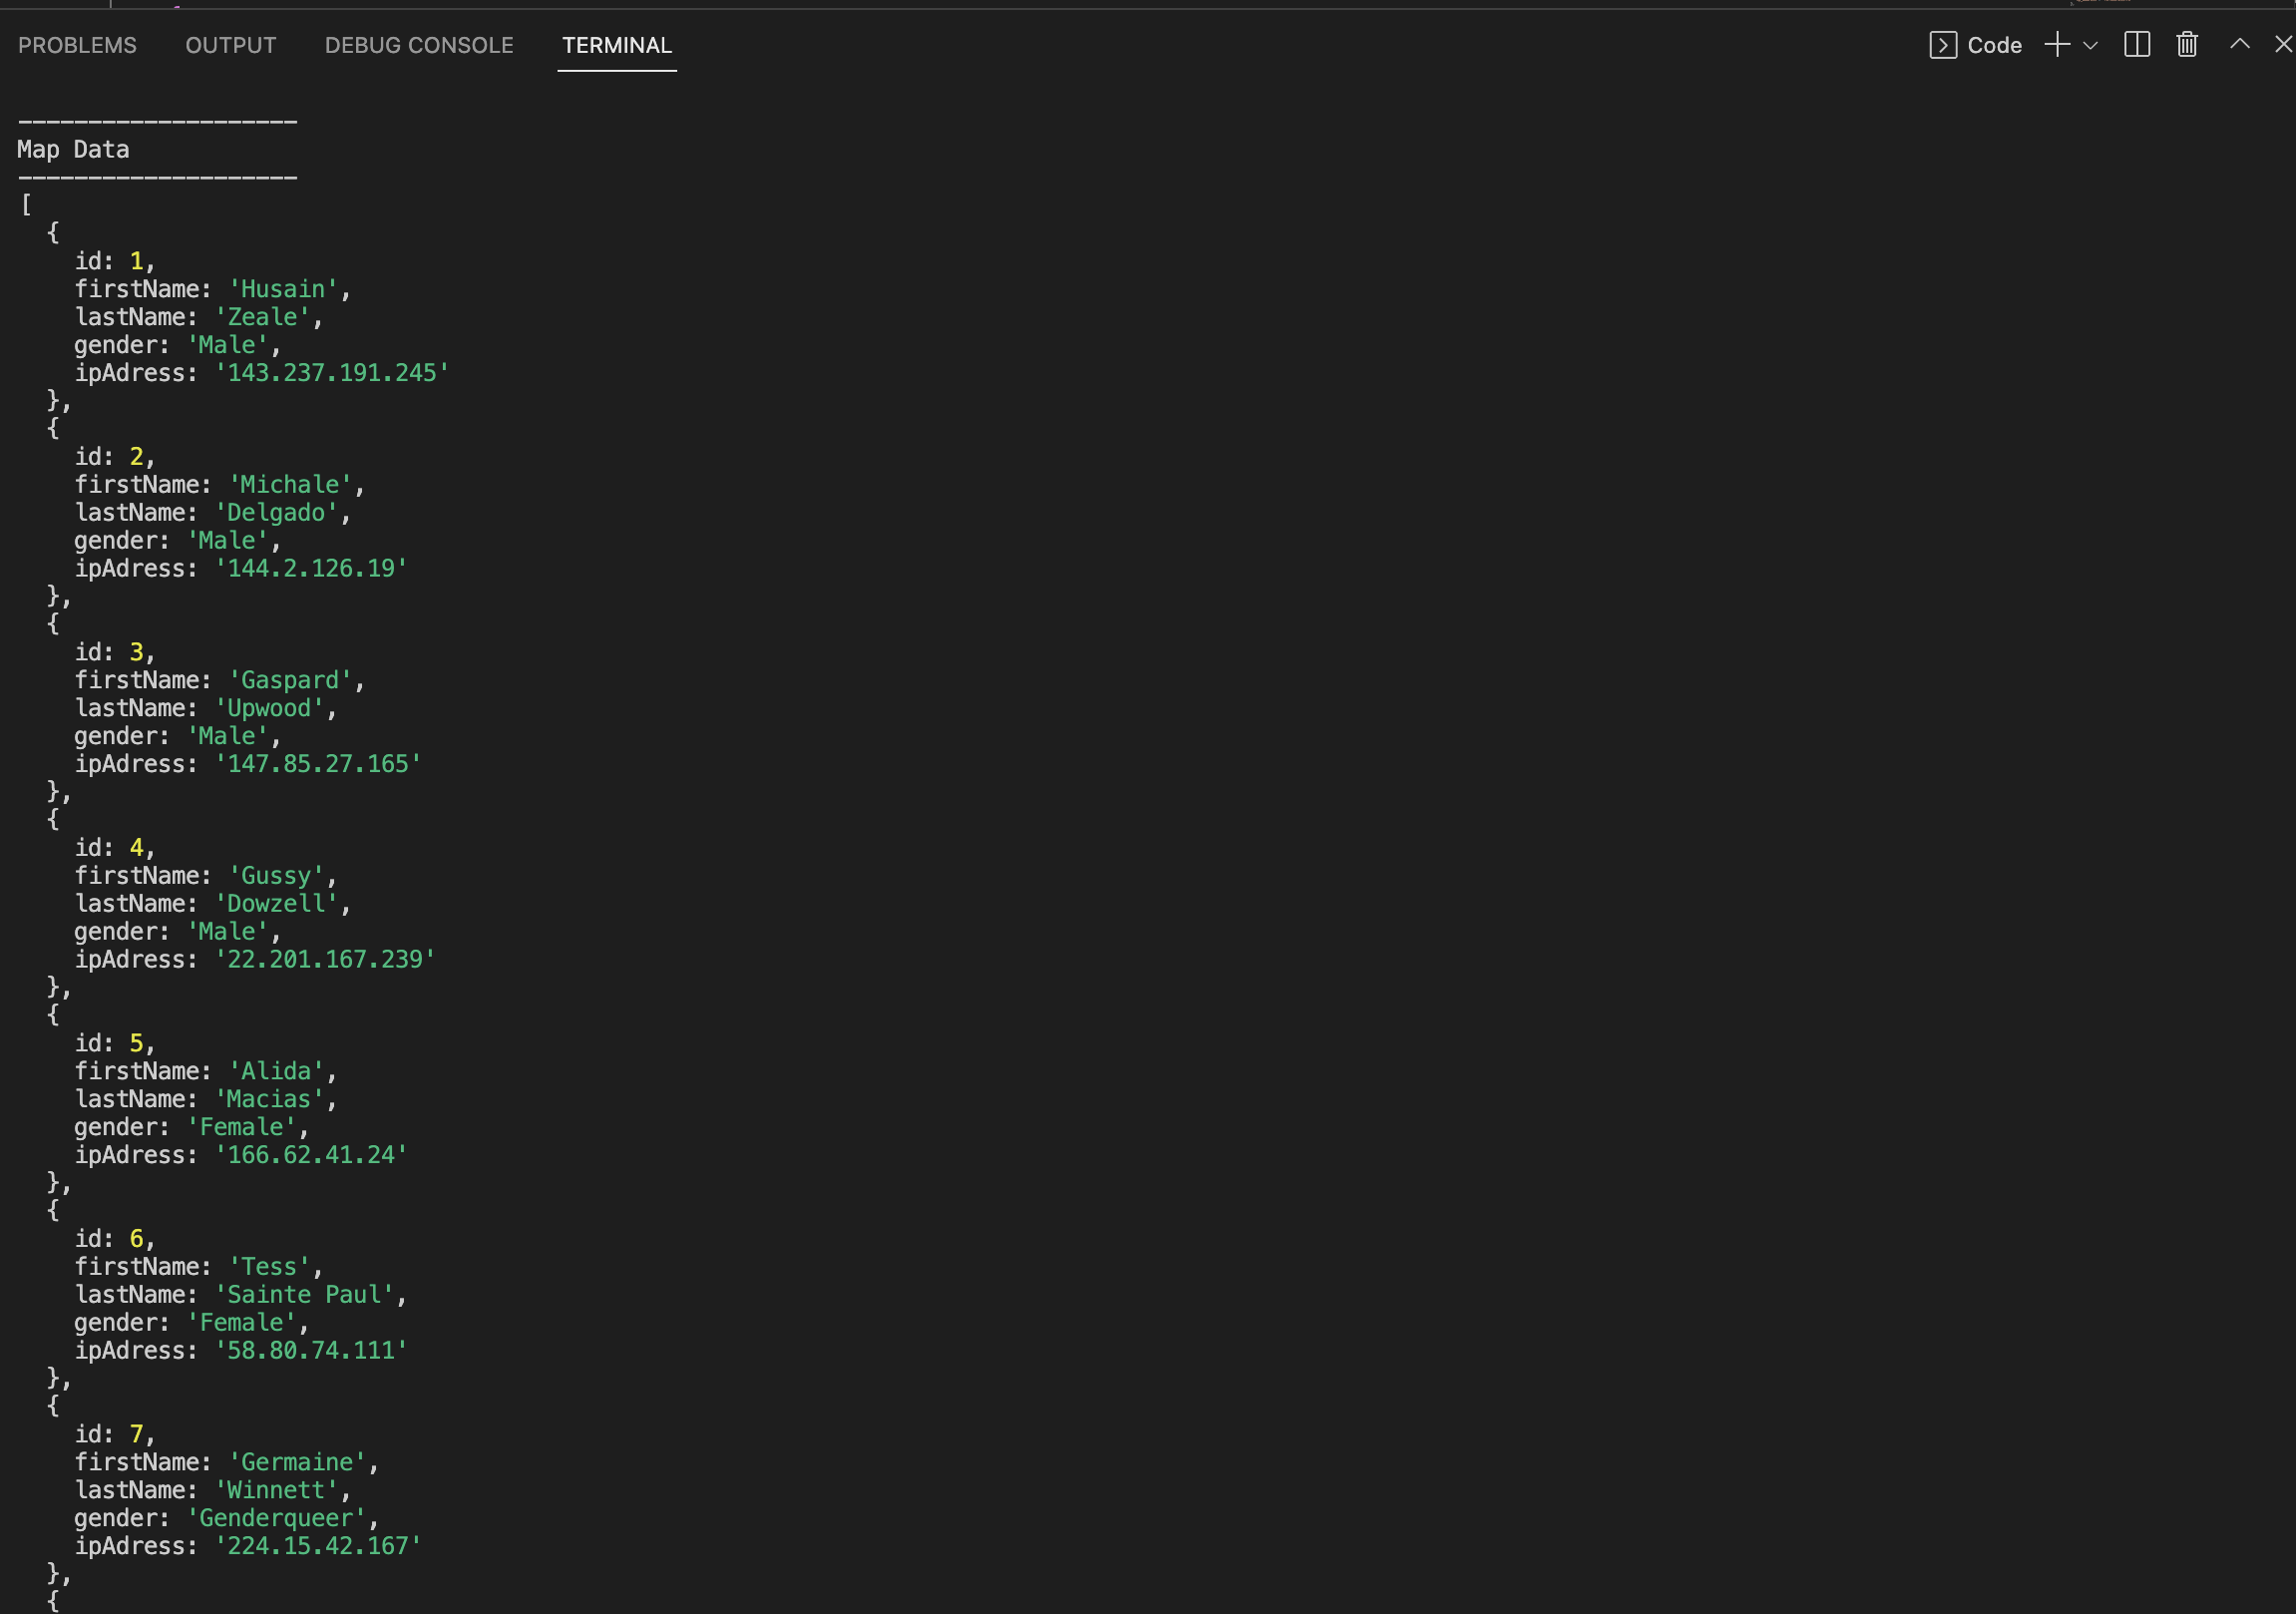 PROBLEMS OUTPUT DEBUG CONSOLE TERMINAL Code
--------------------
Map Data
--------------------
[
  {
    id: 1,
    firstName: 'Husain',
    lastName: 'Zeale',
    gender: 'Male',
    ipAdress: '143.237.191.245'
  },
  {
    id: 2,
    firstName: 'Michale',
    lastName: 'Delgado',
    gender: 'Male',
    ipAdress: '144.2.126.19'
  },
  {
    id: 3,
    firstName: 'Gaspard',
    lastName: 'Upwood',
    gender: 'Male',
    ipAdress: '147.85.27.165'
  },
  {
    id: 4,
    firstName: 'Gussy',
    lastName: 'Dowzell',
    gender: 'Male',
    ipAdress: '22.201.167.239'
  },
  {
    id: 5,
    firstName: 'Alida',
    lastName: 'Macias',
    gender: 'Female',
    ipAdress: '166.62.41.24'
  },
  {
    id: 6,
    firstName: 'Tess',
    lastName: 'Sainte Paul',
    gender: 'Female',
    ipAdress: '58.80.74.111'
  },
  {
    id: 7,
    firstName: 'Germaine',
    lastName: 'Winnett',
    gender: 'Genderqueer',
    ipAdress: '224.15.42.167'
  },
  {